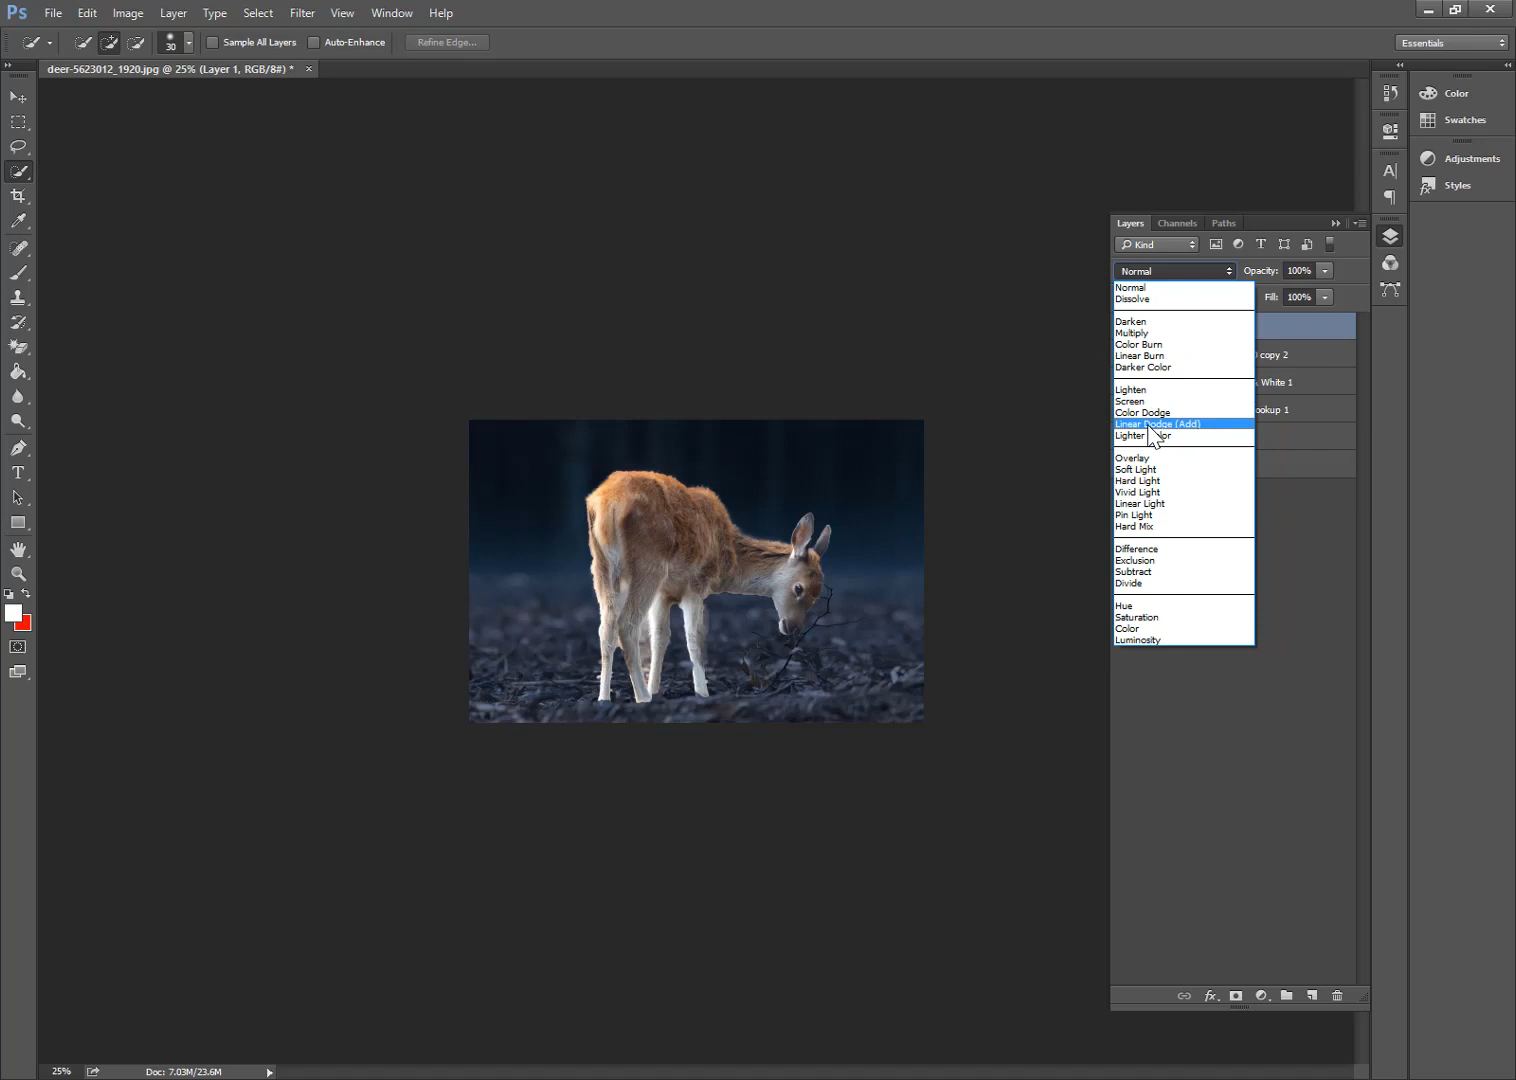 Ps File Edit Image Layer Type Select Filter View Window Help
30 Sample All Layers Auto-Enhance Refine Edge... Essentials
deer-5623012_1920.jpg @ 25% (Layer 1, RGB/8#) * ×
Color
Swatches
Adjustments
Styles
Layers Channels Paths
Kind
Normal Opacity: 100%
Fill: 100%
Normal
Dissolve
Darken
Multiply
Color Burn
Linear Burn
Darker Color
Lighten
Screen
Color Dodge
Linear Dodge (Add)
Lighter Color
Overlay
Soft Light
Hard Light
Vivid Light
Linear Light
Pin Light
Hard Mix
Difference
Exclusion
Subtract
Divide
Hue
Saturation
Color
Luminosity
copy 2
White 1
ookup 1
25% Doc: 7.03M/23.6M